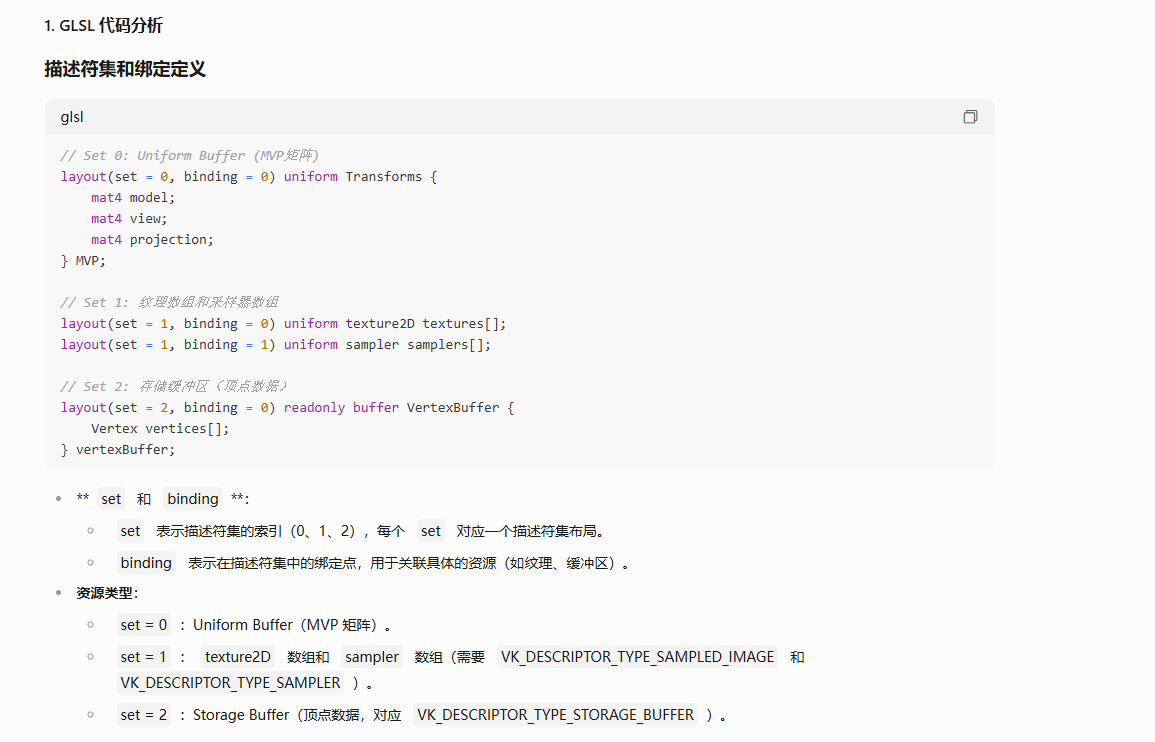 1. GLSL 代码分析
描述符集和绑定定义
glsl
// Set 0: Uniform Buffer (MVP矩阵)
layout(set = 0, binding = 0) uniform Transforms {
    mat4 model;
    mat4 view;
    mat4 projection;
} MVP;
// Set 1: 纹理数组和采样器数组
layout(set = 1, binding = 0) uniform texture2D textures[];
layout(set = 1, binding = 1) uniform sampler samplers[];
// Set 2: 存储缓冲区（顶点数据）
layout(set = 2, binding = 0) readonly buffer VertexBuffer {
    Vertex vertices[];
} vertexBuffer;
** set 和 binding **:
set 表示描述符集的索引（0、1、2），每个 set 对应一个描述符集布局。
binding 表示在描述符集中的绑定点，用于关联具体的资源（如纹理、缓冲区）。
资源类型:
set = 0 ：Uniform Buffer（MVP 矩阵）。
set = 1 ： texture2D 数组和 sampler 数组（需要 VK_DESCRIPTOR_TYPE_SAMPLED_IMAGE 和
VK_DESCRIPTOR_TYPE_SAMPLER ）。
set = 2 ：Storage Buffer（顶点数据，对应 VK_DESCRIPTOR_TYPE_STORAGE_BUFFER ）。